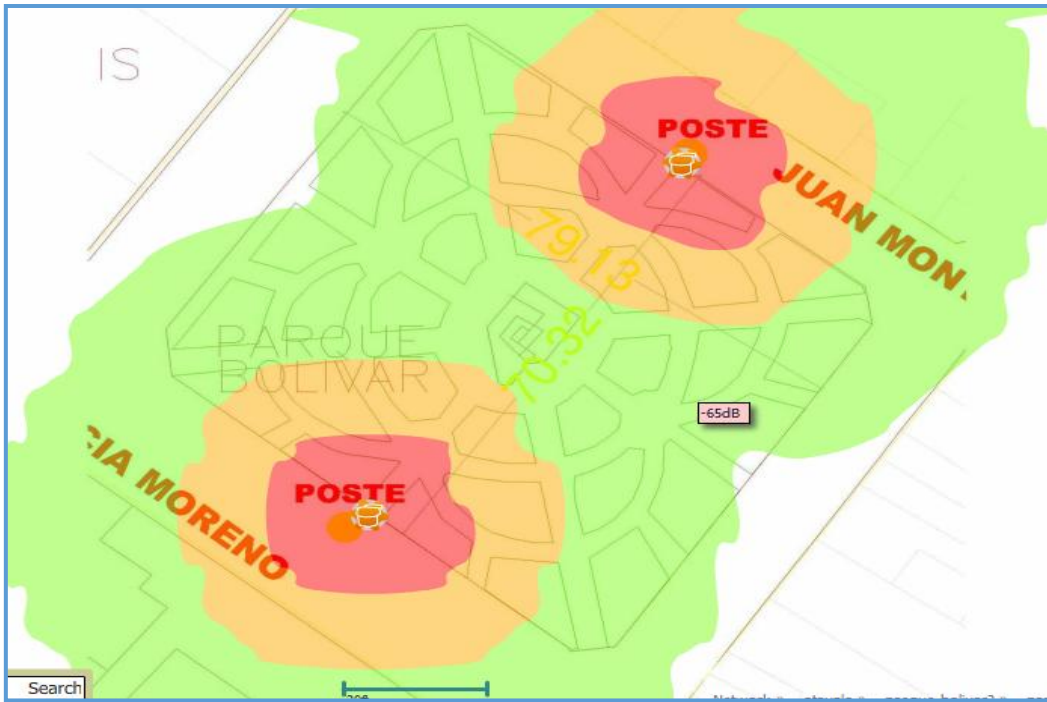 IS
POSTE
JUAN MON
79.13
70.32
PARQUE
BOLIVAR
-65dB
CIA MORENO
POSTE
Search